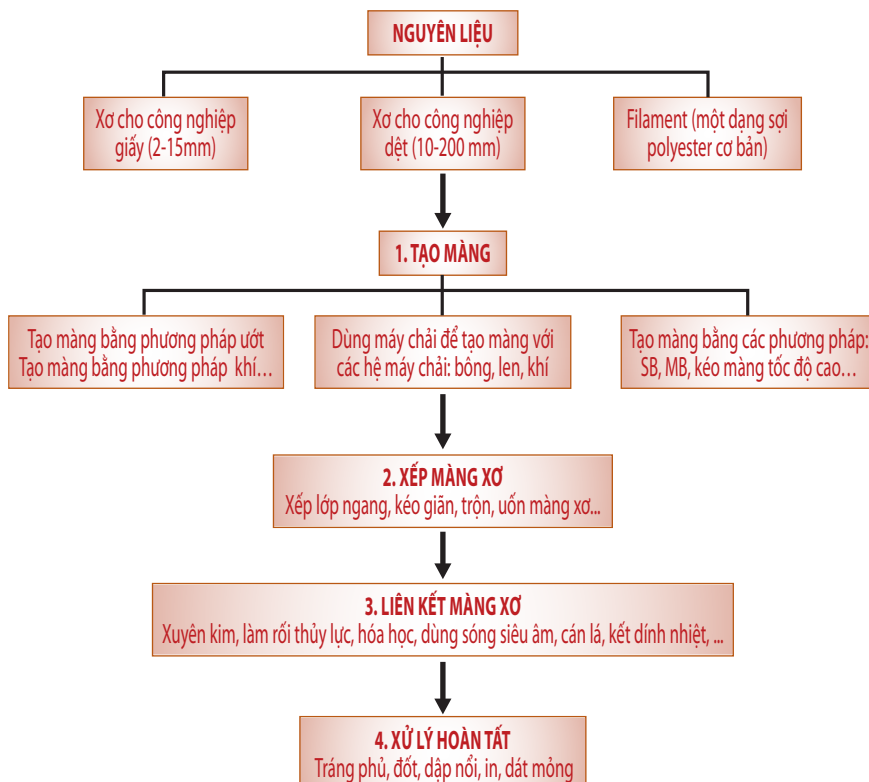 NGUYÊN LIỆU
Xơ cho công nghiệp
giấy (2-15mm)
Xơ cho công nghiệp
dệt (10-200 mm)
Filament (một dạng sợi
polyester cơ bản)
1. TẠO MÀNG
Tạo màng bằng phương pháp ướt
Tạo màng bằng phương pháp khí...
Dùng máy chải để tạo màng với
các hệ máy chải: bông, len, khí
Tạo màng bằng các phương pháp:
SB, MB, kéo màng tốc độ cao...
2. XẾP MÀNG XƠ
Xếp lớp ngang, kéo giãn, trộn, uốn màng xơ...
3. LIÊN KẾT MÀNG XƠ
Xuyên kim, làm rối thủy lực, hóa học, dùng sóng siêu âm, cán lá, kết dính nhiệt, ...
4. XỬ LÝ HOÀN TẤT
Tráng phủ, đốt, dập nổi, in, dát mỏng